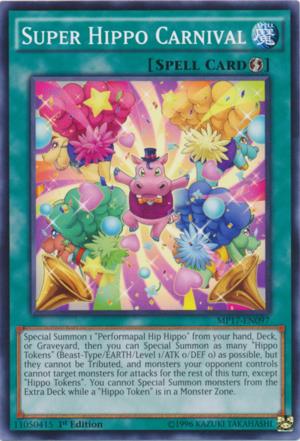 SUPER HIPPO CARNIVAL
[SPELL CARD]
MP17-EN097
Special Summon 1 "Performapal Hip Hippo" from your hand, Deck,
or Graveyard, then you can Special Summon as many "Hippo
Tokens" (Beast-Type/EARTH/Level 1/ATK 0/DEF 0) as possible, but
they cannot be Tributed, and monsters your opponent controls
cannot target monsters for attacks for the rest of this turn, except
"Hippo Tokens". You cannot Special Summon monsters from the
Extra Deck while a "Hippo Token" is in a Monster Zone.
11050415 1st Edition
©1996 KAZUKI TAKAHASHI